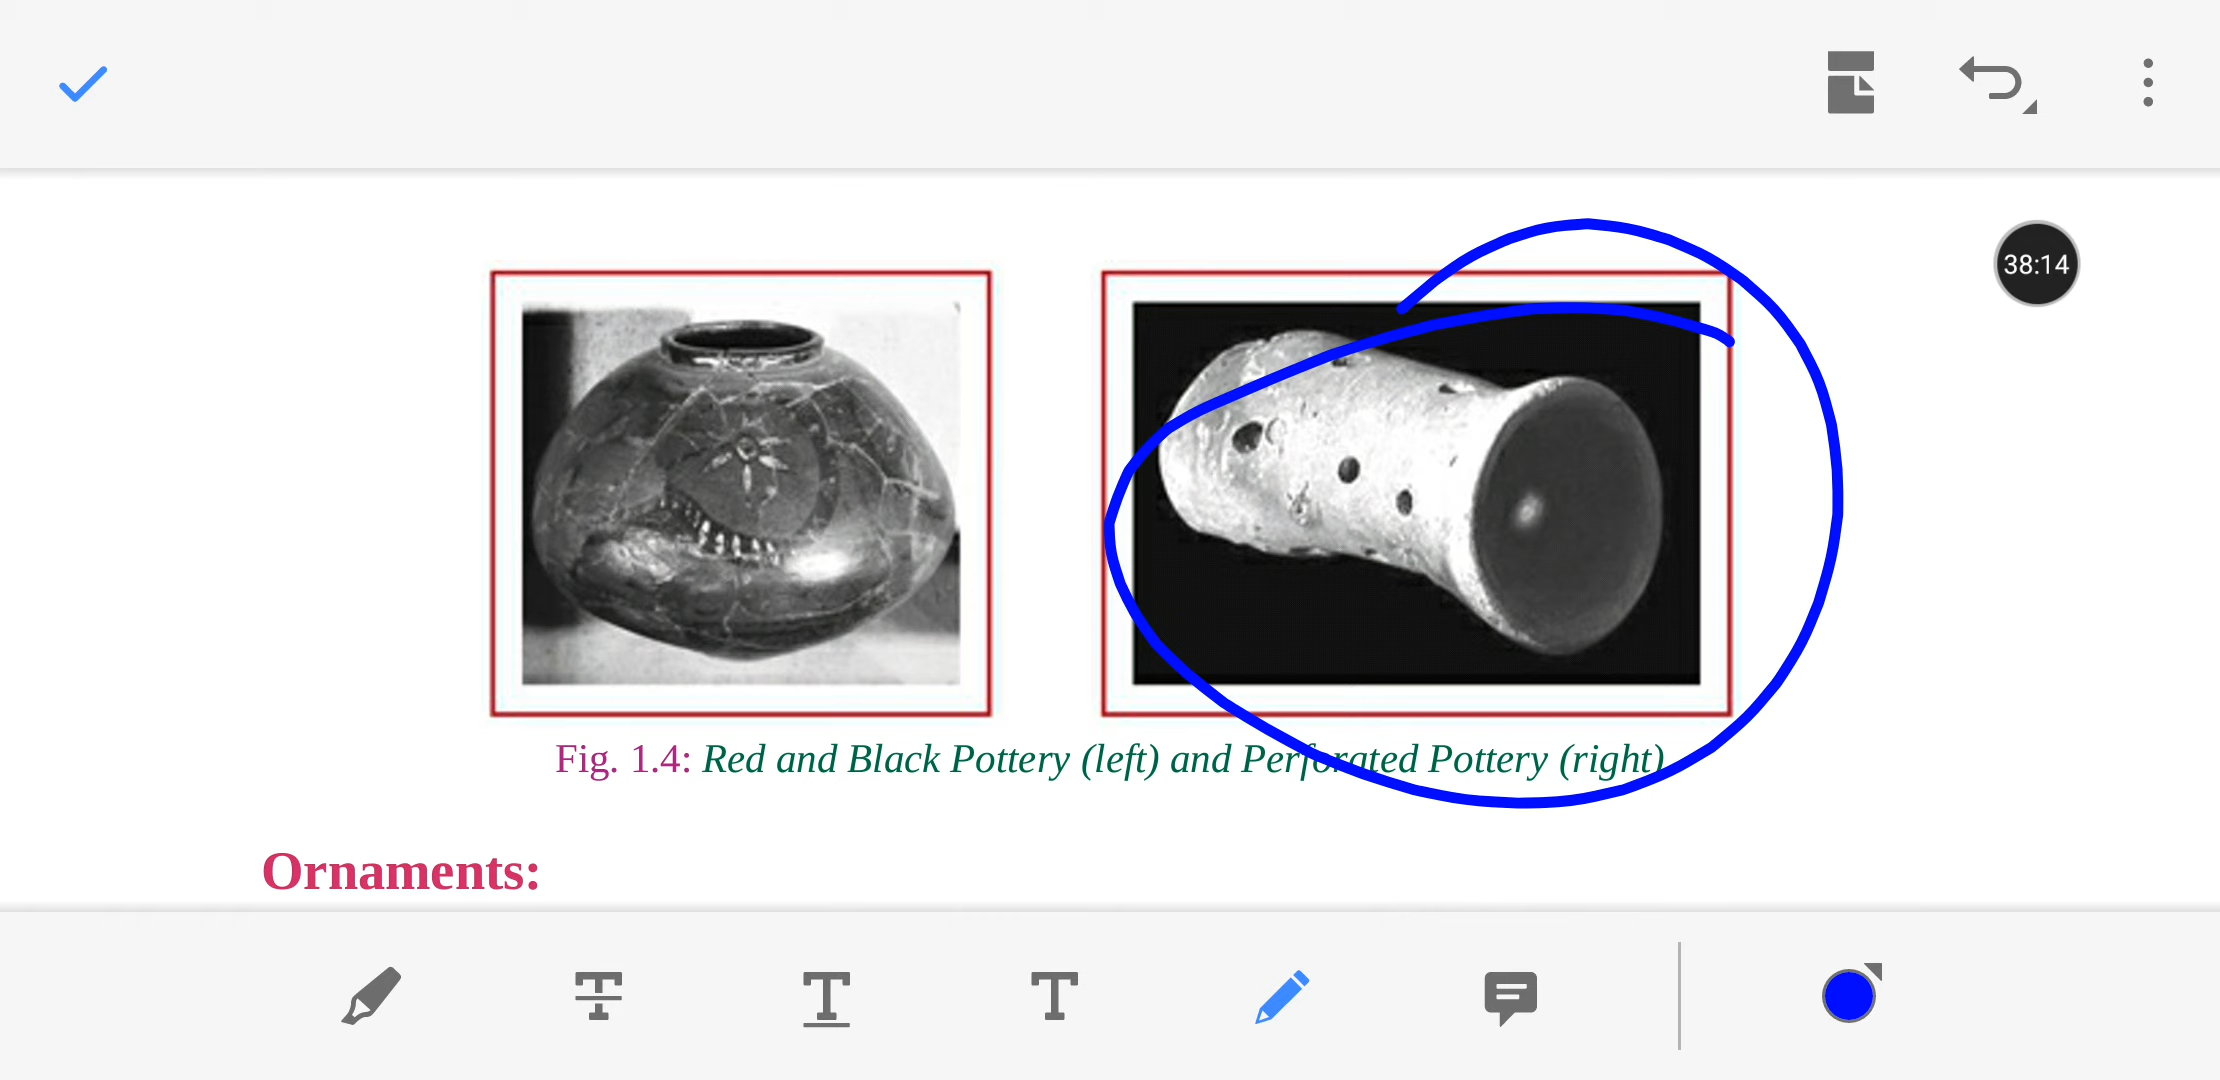 38:14
Fig. 1.4: Red and Black Pottery (left) and Perforated Pottery (right)
Ornaments: